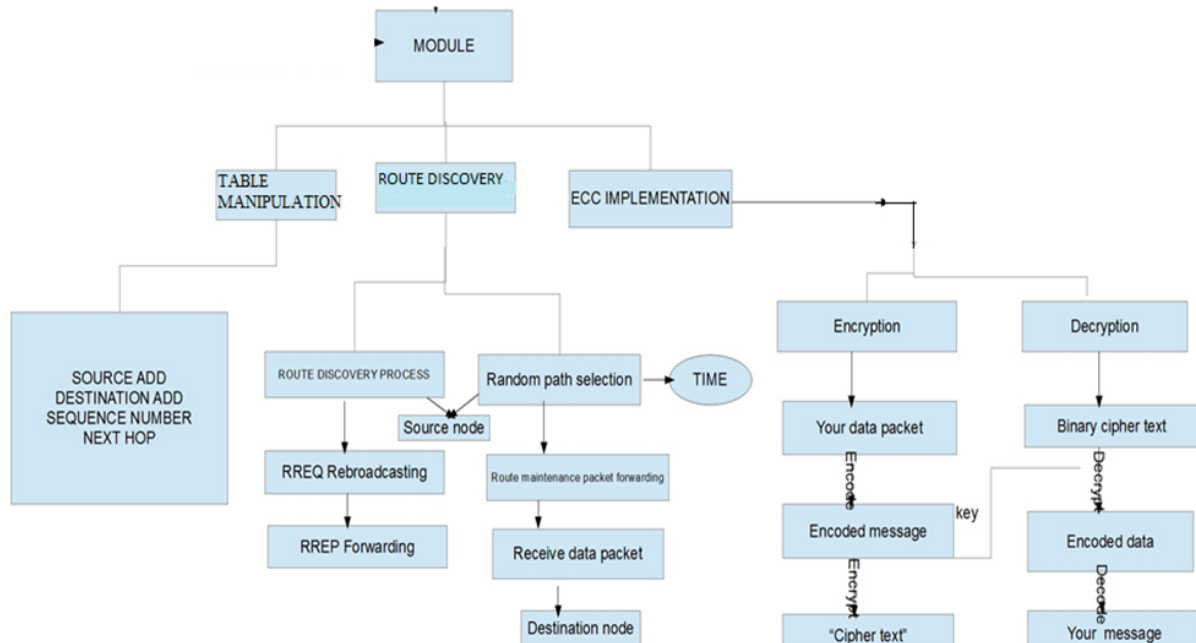 MODULE
TABLE
MANIPULATION
ROUTE DISCOVERY
ECC IMPLEMENTATION
SOURCE ADD
DESTINATION ADD
SEQUENCE NUMBER
NEXT HOP
ROUTE DISCOVERY PROCESS
Random path selection
TIME
Source node
RREQ Rebroadcasting
Route maintenance packet forwarding
RREP Forwarding
Receive data packet
Destination node
Encryption
Your data packet
Encode
Encoded message
key
Encrypt
“Cipher text”
Decryption
Binary cipher text
Decrypt
Encoded data
Decode
Your message